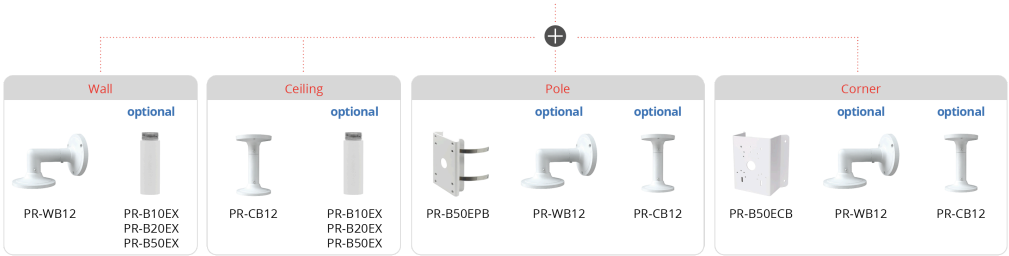 Wall
optional
PR-WB12
PR-B10EX
PR-B20EX
PR-B50EX
Ceiling
optional
PR-CB12
PR-B10EX
PR-B20EX
PR-B50EX
Pole
optional
optional
PR-B50EPB
PR-WB12
PR-CB12
Corner
optional
optional
PR-B50ECB
PR-WB12
PR-CB12